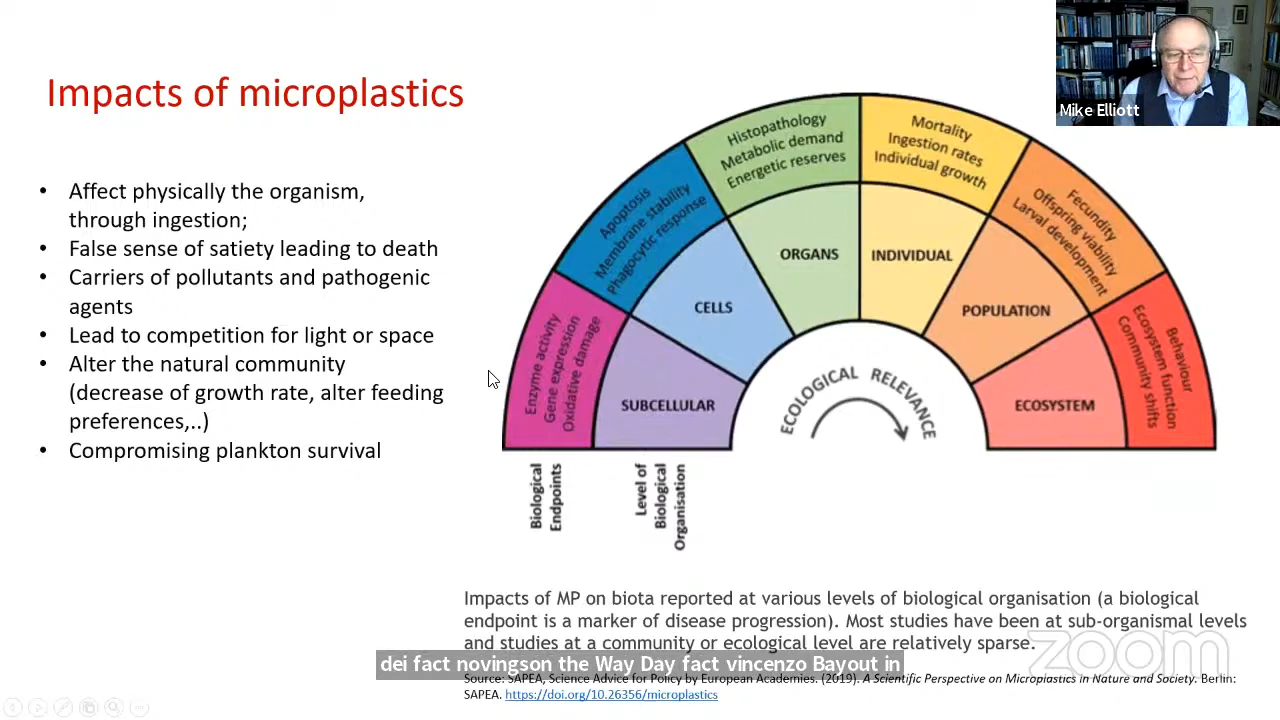 Impacts of microplastics
Mike Elliott
• Affect physically the organism,
through ingestion;
• False sense of satiety leading to death
• Carriers of pollutants and pathogenic
agents
• Lead to competition for light or space
• Alter the natural community
(decrease of growth rate, alter feeding
preferences,..)
• Compromising plankton survival
Enzyme activity
Gene expression
Oxidative damage
SUBCELLULAR
Apoptosis
Membrane stability
Phagocytic response
CELLS
Histopathology
Metabolic demand
Energetic reserves
ORGANS
Mortality
Ingestion rates
Individual growth
INDIVIDUAL
Fecundity
Offspring viability
Larval development
POPULATION
Behaviour
Ecosystem function
Community shifts
ECOSYSTEM
ECOLOGICAL RELEVANCE
Biological
Endpoints
Level of
Biological
Organisation
Impacts of MP on biota reported at various levels of biological organisation (a biological
endpoint is a marker of disease progression). Most studies have been at sub-organismal levels
and studies at a community or ecological level are relatively sparse.
zoom
dei fact novingson the Way Day fact vincenzo Bayout in
Source: SAPEA, Science Advice for Policy by European Academies. (2019). A Scientific Perspective on Microplastics in Nature and Society. Berlin:
SAPEA. https://doi.org/10.26356/microplastics